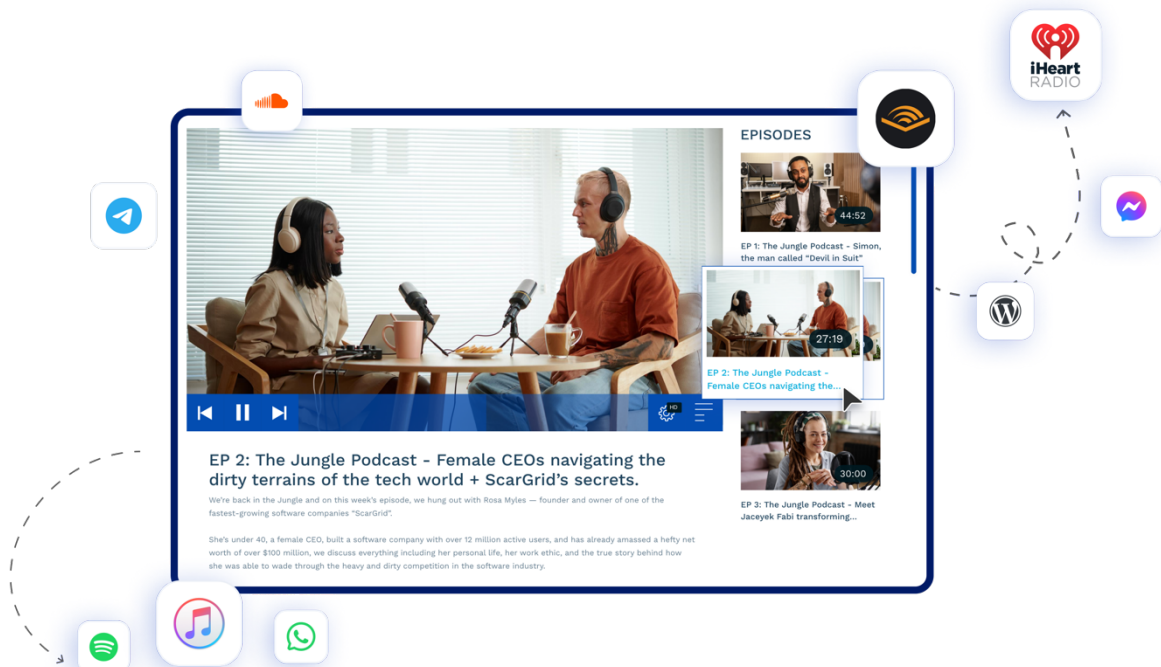 iHeart
RADIO
EPISODES
44:52
EP 1: The Jungle Podcast - Simon,
the man called “Devil in Suit”
27:19
EP 2: The Jungle Podcast -
Female CEOs navigating the...
HD
30:00
EP 3: The Jungle Podcast - Meet
Jaceyek Fabi transforming...
EP 2: The Jungle Podcast - Female CEOs navigating the
dirty terrains of the tech world + ScarGrid’s secrets.
We’re back in the Jungle and on this week’s episode, we hung out with Rosa Myles — founder and owner of one of the
fastest-growing software companies “ScarGrid”.
She’s under 40, a female CEO, built a software company with over 12 million active users, and has already amassed a hefty net
worth of over $100 million, we discuss everything including her personal life, her work ethic, and the true story behind how
she was able to wade through the heavy and dirty competition in the software industry.